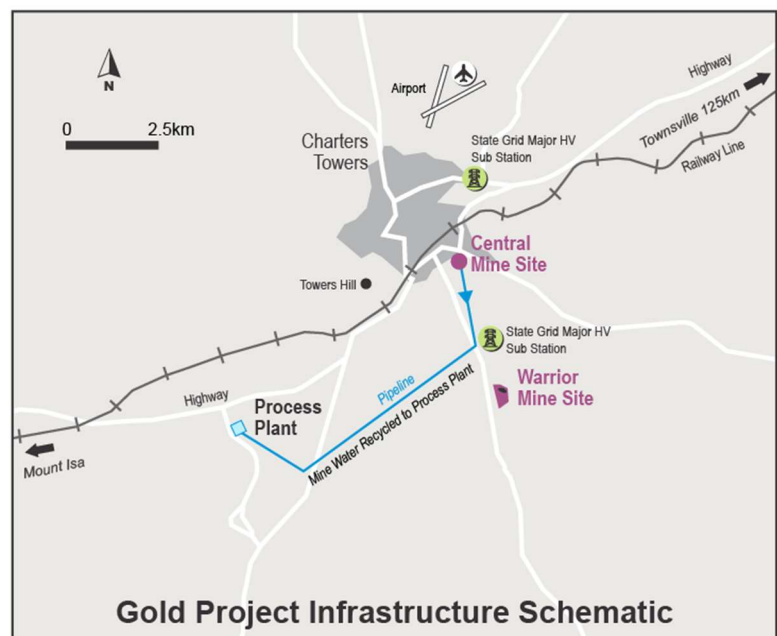 Highway
Airport
Townsville 125km
N
0 2.5km
State Grid Major HV
Sub Station
Charters
Towers
Railway Line
Central
Mine Site
Towers Hill
State Grid Major HV
Sub Station
Pipeline
Warrior
Mine Site
Highway
Process
Plant
Mine Water Recycled to Process Plant
Mount Isa
Gold Project Infrastructure Schematic